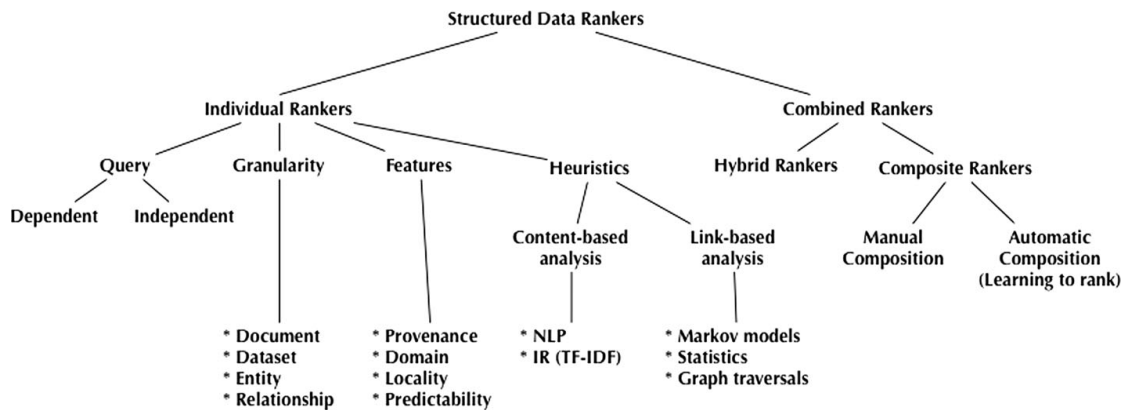 Structured Data Rankers
Individual Rankers
Combined Rankers
Query
Granularity
Features
Heuristics
Hybrid Rankers
Composite Rankers
Dependent
Independent
Content-based
analysis
Link-based
analysis
Manual
Composition
Automatic
Composition
(Learning to rank)
* Document
* Dataset
* Entity
* Relationship
* Provenance
* Domain
* Locality
* Predictability
* NLP
* IR (TF-IDF)
* Markov models
* Statistics
* Graph traversals